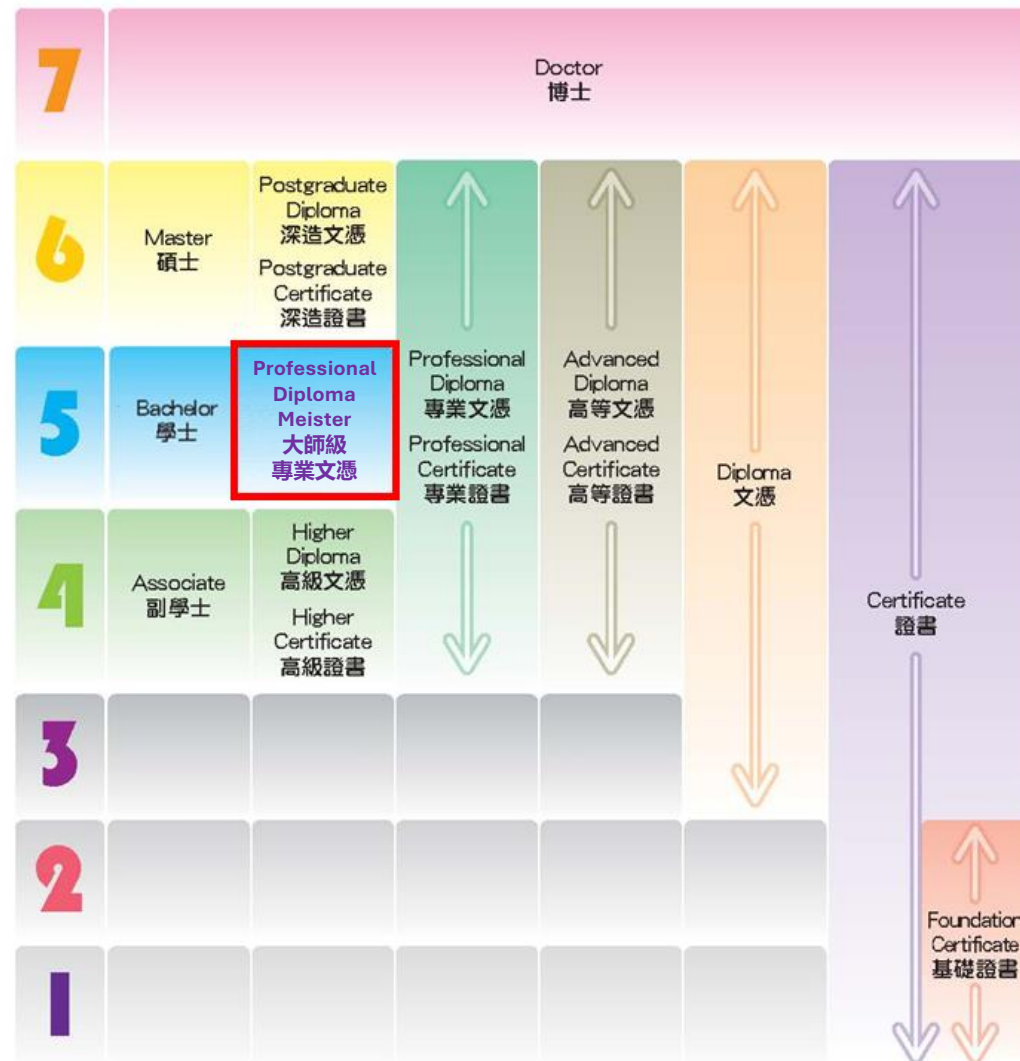 7
Doctor
博士
6
Master
碩士
Postgraduate
Diploma
深造文憑
Postgraduate
Certificate
深造證書
5
Bachelor
學士
Professional
Diploma
Meister
大師級
專業文憑
Professional
Diploma
專業文憑
Professional
Certificate
專業證書
Advanced
Diploma
高等文憑
Advanced
Certificate
高等證書
Diploma
文憑
4
Associate
副學士
Higher
Diploma
高級文憑
Higher
Certificate
高級證書
Certificate
證書
3
2
Foundation
Certificate
基礎證書
1